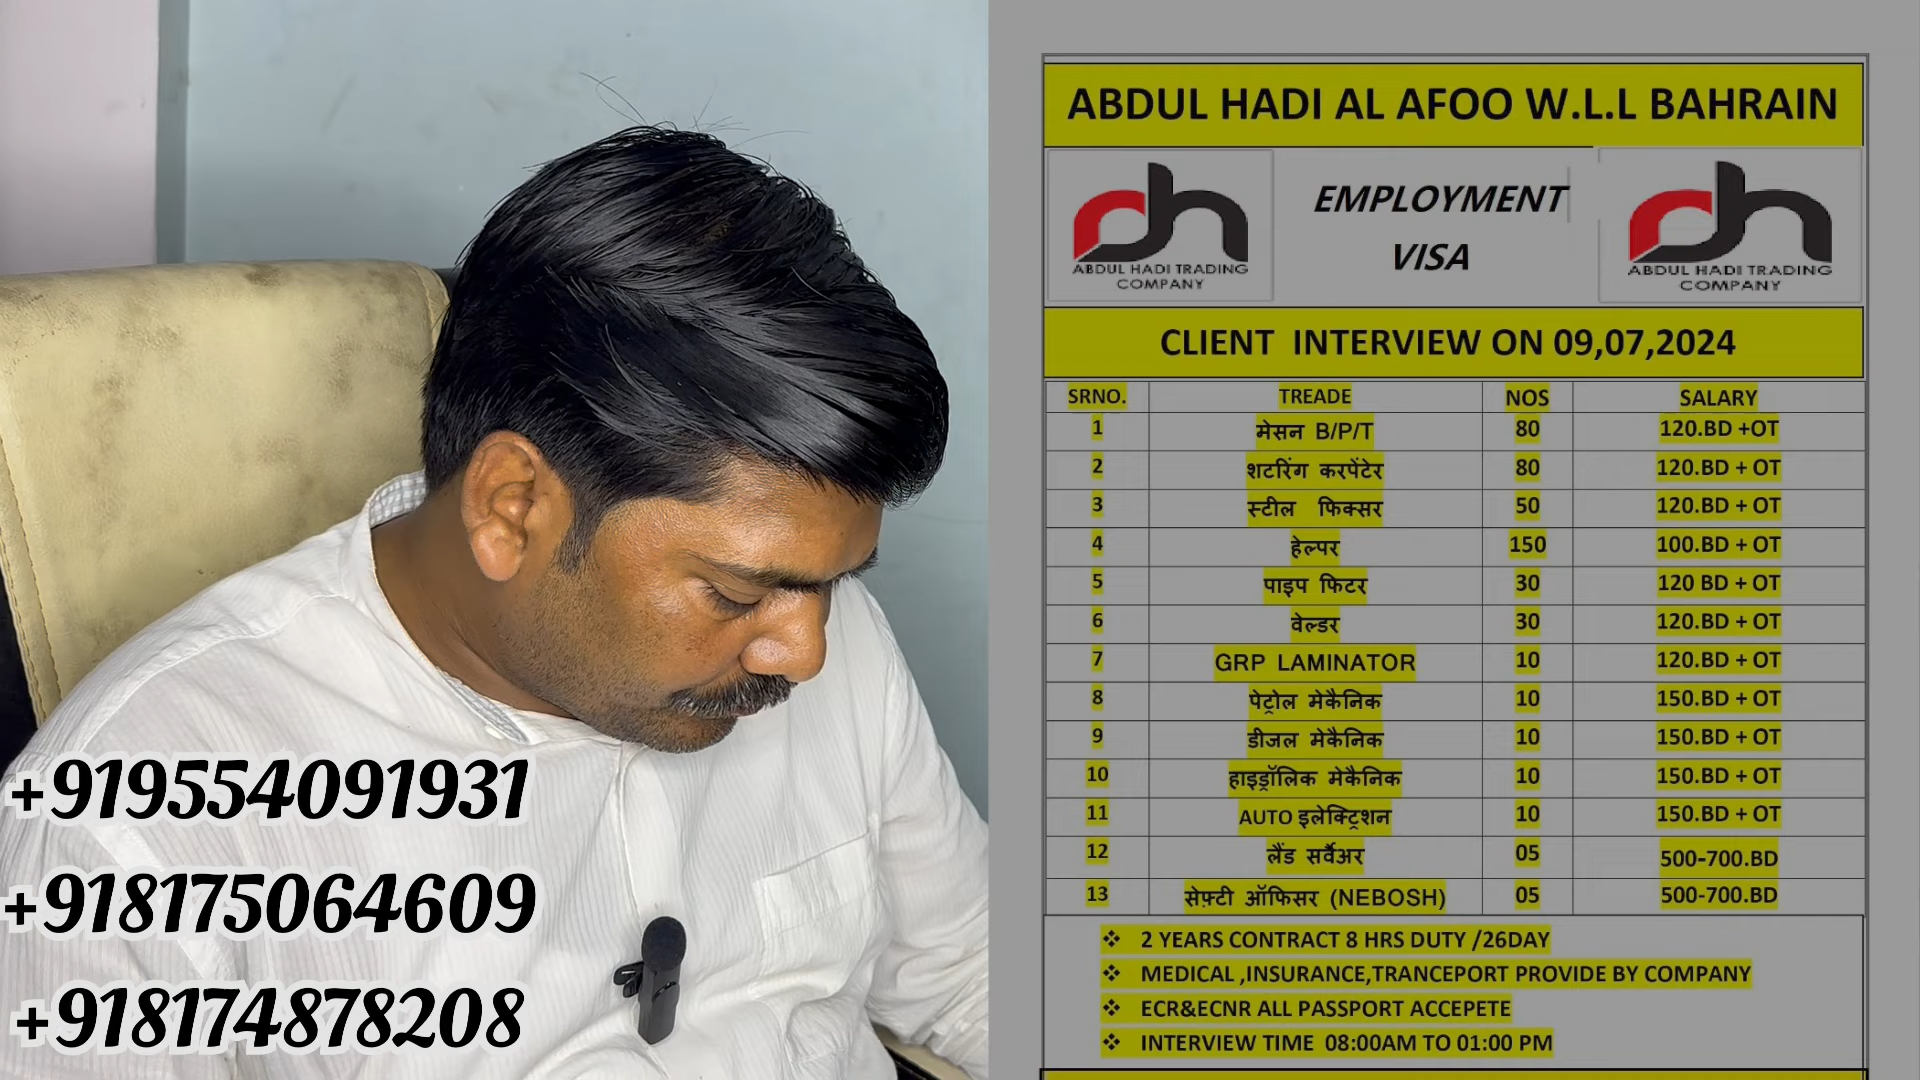 +919554091931
+918175064609
+918174878208
ABDUL HADI AL AFOO W.L.L BAHRAIN
dh
ABDUL HADI TRADING
COMPANY
EMPLOYMENT
VISA
dh
ABDUL HADI TRADING
COMPANY
CLIENT INTERVIEW ON 09,07,2024
SRNO. TREADE NOS SALARY
1 मेसन B/P/T 80 120.BD +OT
2 शटरिंग करपेंटेर 80 120.BD + OT
3 स्टील फिक्सर 50 120.BD + OT
4 हेल्पर 150 100.BD + OT
5 पाइप फिटर 30 120 BD + OT
6 वेल्डर 30 120.BD + OT
7 GRP LAMINATOR 10 120.BD + OT
8 पेट्रोल मेकैनिक 10 150.BD + OT
9 डीजल मेकैनिक 10 150.BD + OT
10 हाइड्रॉलिक मेकैनिक 10 150.BD + OT
11 AUTO इलेक्ट्रिशन 10 150.BD + OT
12 लैंड सर्वैअर 05 500-700.BD
13 सेफ़्टी ऑफिसर (NEBOSH) 05 500-700.BD
❖ 2 YEARS CONTRACT 8 HRS DUTY /26DAY
❖ MEDICAL ,INSURANCE,TRANCEPORT PROVIDE BY COMPANY
❖ ECR&ECNR ALL PASSPORT ACCEPETE
❖ INTERVIEW TIME 08:00AM TO 01:00 PM